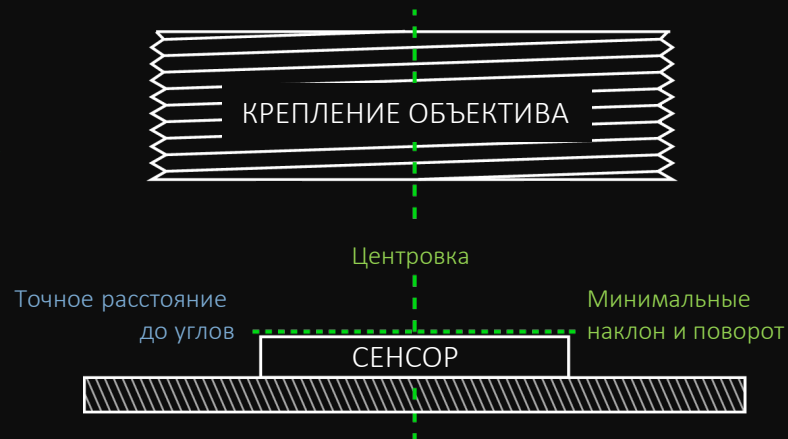 КРЕПЛЕНИЕ ОБЪЕКТИВА
Центровка
Точное расстояние
до углов
Минимальные
наклон и поворот
СЕНСОР